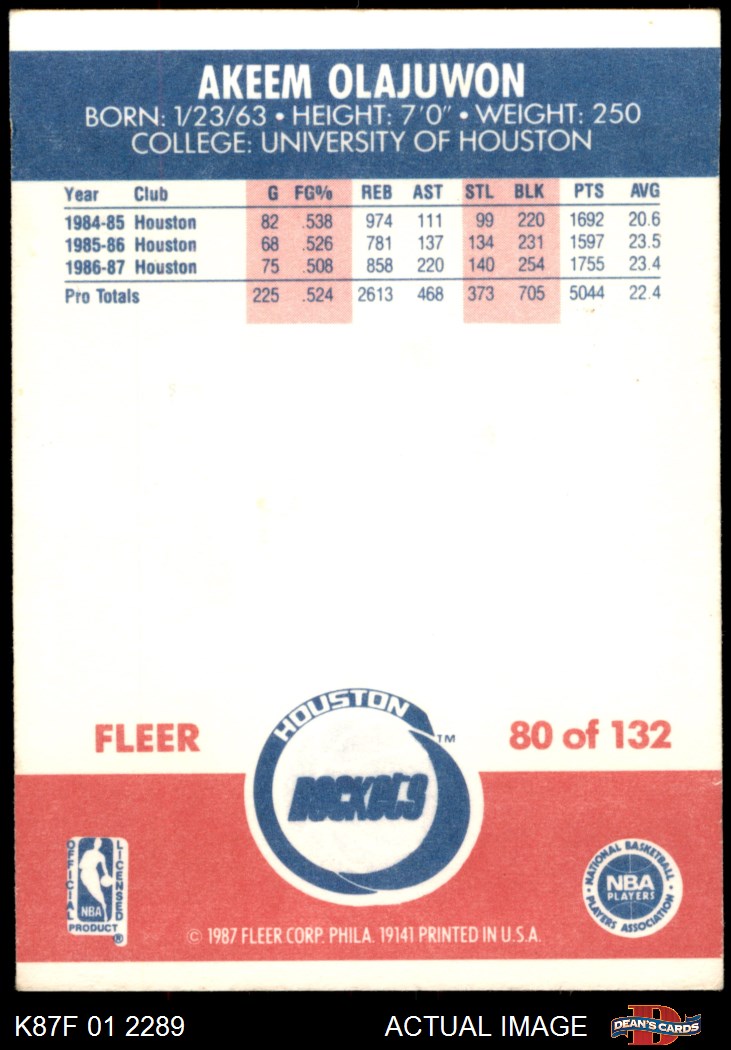 AKEEM OLAJUWON
BORN: 1/23/63 • HEIGHT: 7'0" • WEIGHT: 250
COLLEGE: UNIVERSITY OF HOUSTON
Year Club G FG% REB AST STL BLK PTS AVG
1984-85 Houston 82 .538 974 111 99 220 1692 20.6
1985-86 Houston 68 .526 781 137 134 231 1597 23.5
1986-87 Houston 75 .508 858 220 140 254 1755 23.4
Pro Totals 225 .524 2613 468 373 705 5044 22.4
HOUSTON
ROCKETS
TM
FLEER
80 of 132
OFFICIAL
LICENSED
NBA
PRODUCT ®
NATIONAL BASKETBALL
NBA
PLAYERS
PLAYERS ASSOCIATION
© 1987 FLEER CORP. PHILA. 19141 PRINTED IN U.S.A.
K87F 01 2289
ACTUAL IMAGE
D
DEAN'S CARDS